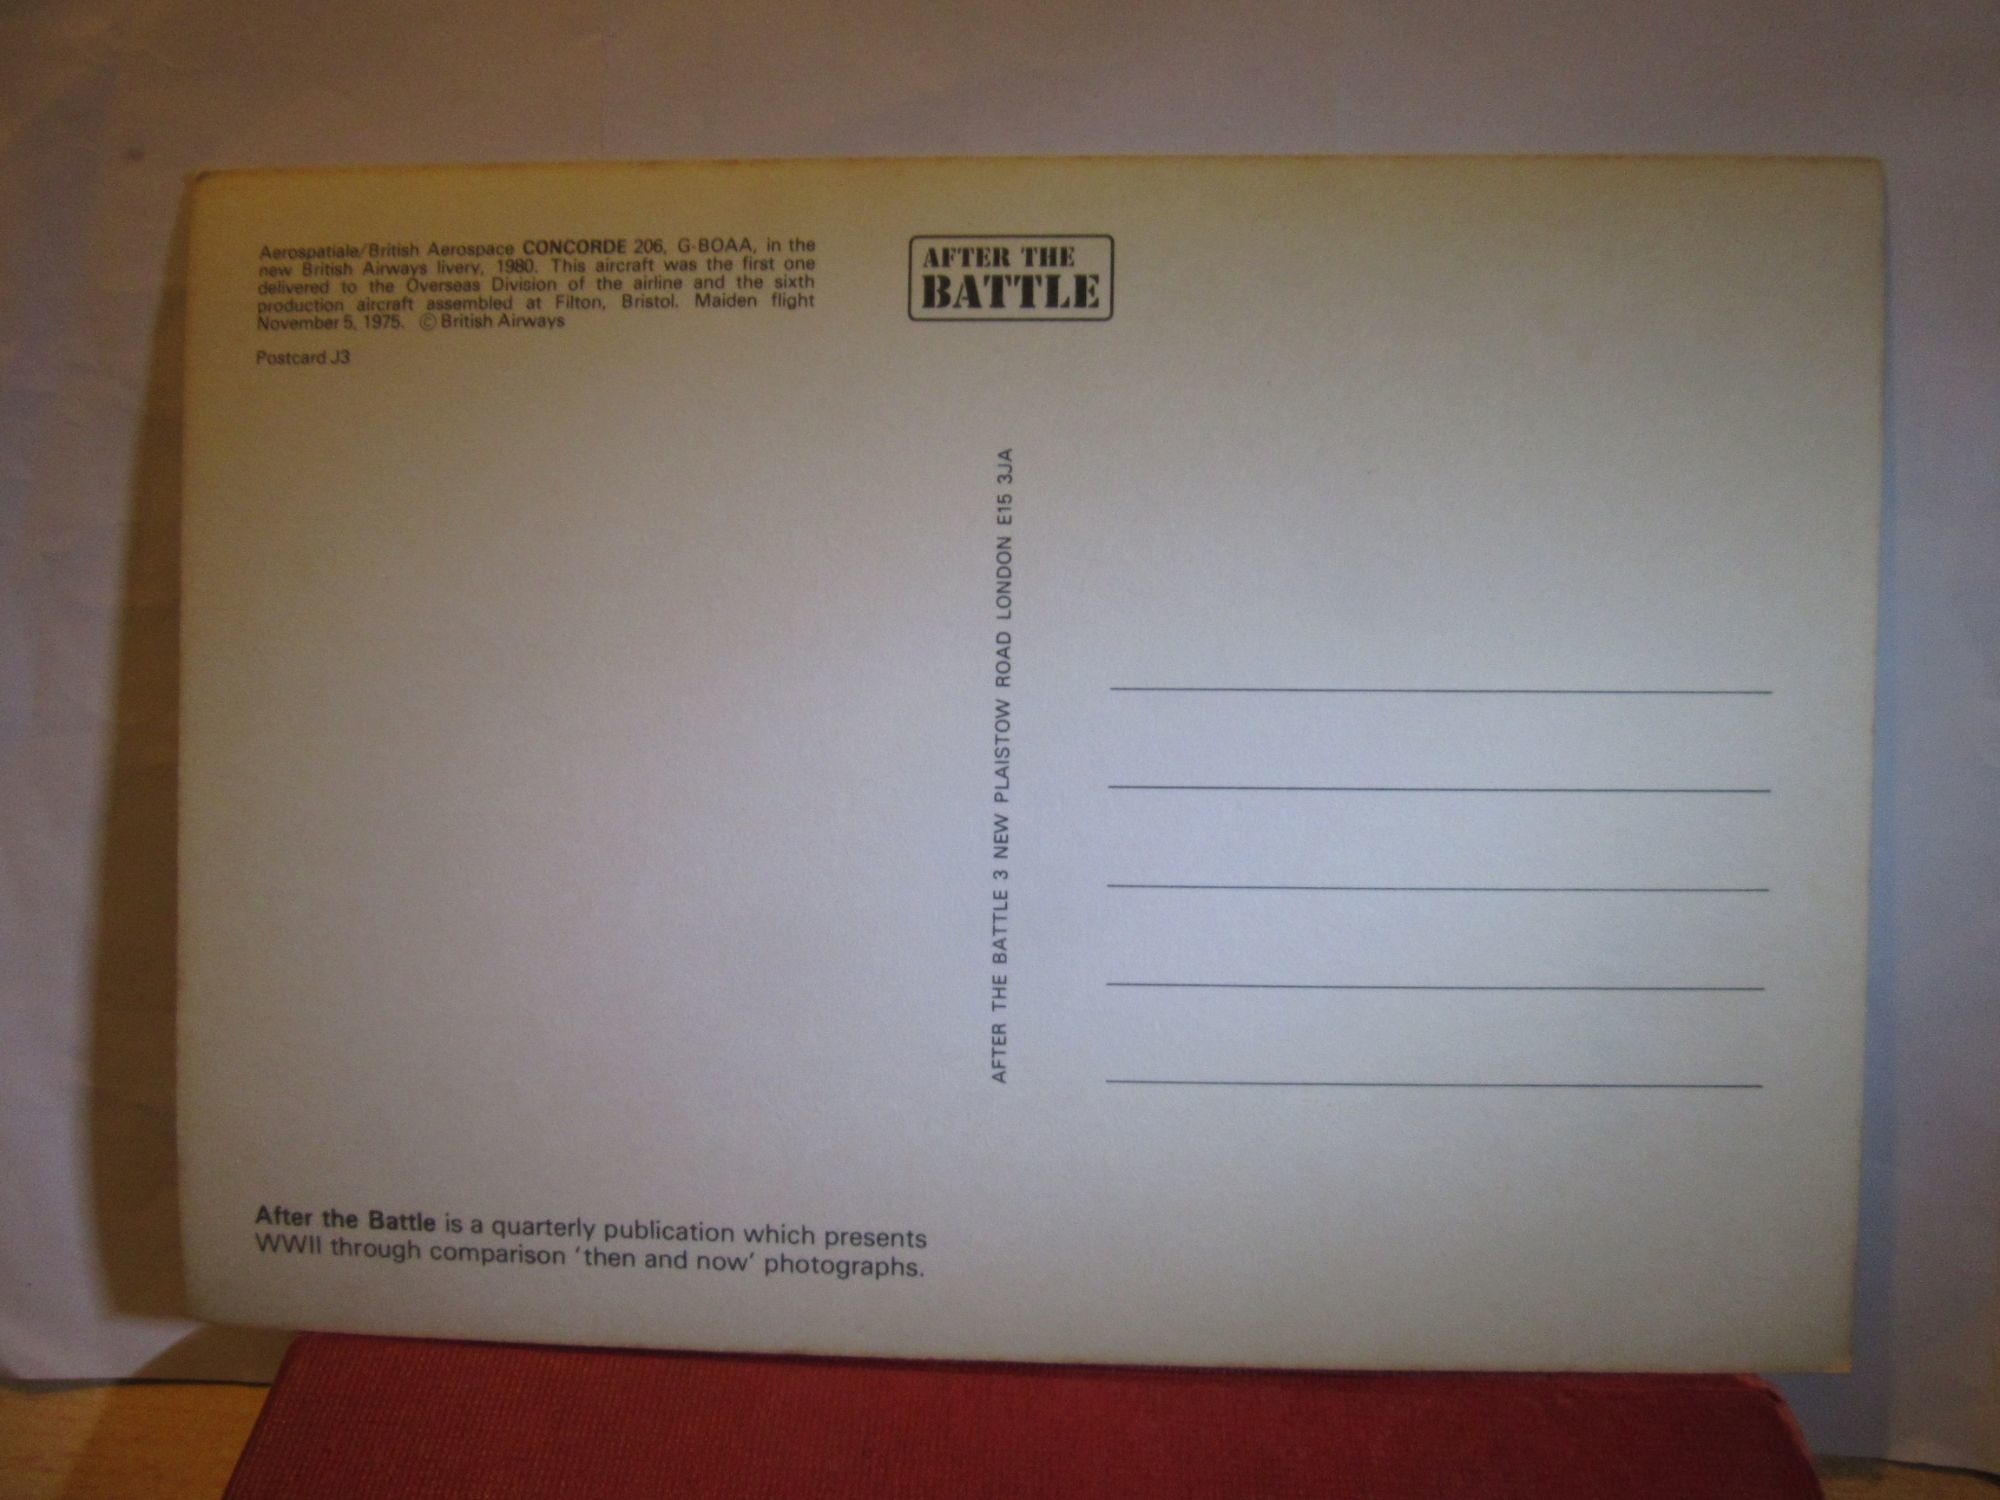 Aerospatiale/British Aerospace CONCORDE 206, G-BOAA, in the
new British Airways livery, 1980. This aircraft was the first one
delivered to the Overseas Division of the airline and the sixth
production aircraft assembled at Filton, Bristol. Maiden flight
November 5, 1975. © British Airways
Postcard J3
AFTER THE
BATTLE
AFTER THE BATTLE 3 NEW PLAISTOW ROAD LONDON E15 3JA
After the Battle is a quarterly publication which presents
WWII through comparison ‘then and now’ photographs.